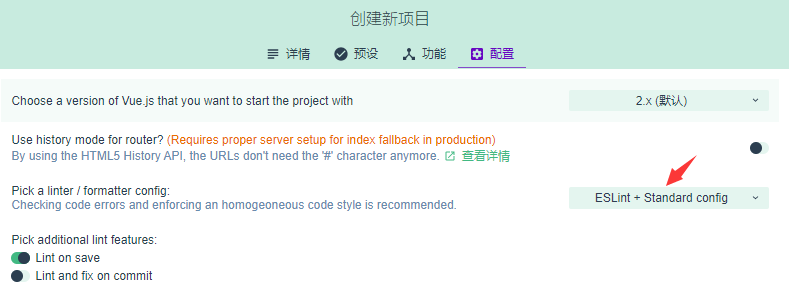 创建新项目
详情 预设 功能 配置
Choose a version of Vue.js that you want to start the project with 2.x (默认)
Use history mode for router? (Requires proper server setup for index fallback in production)
By using the HTML5 History API, the URLs don't need the '#' character anymore. 查看详情
Pick a linter / formatter config:
Checking code errors and enforcing an homogeoneous code style is recommended. ESLint + Standard config
Pick additional lint features:
Lint on save
Lint and fix on commit